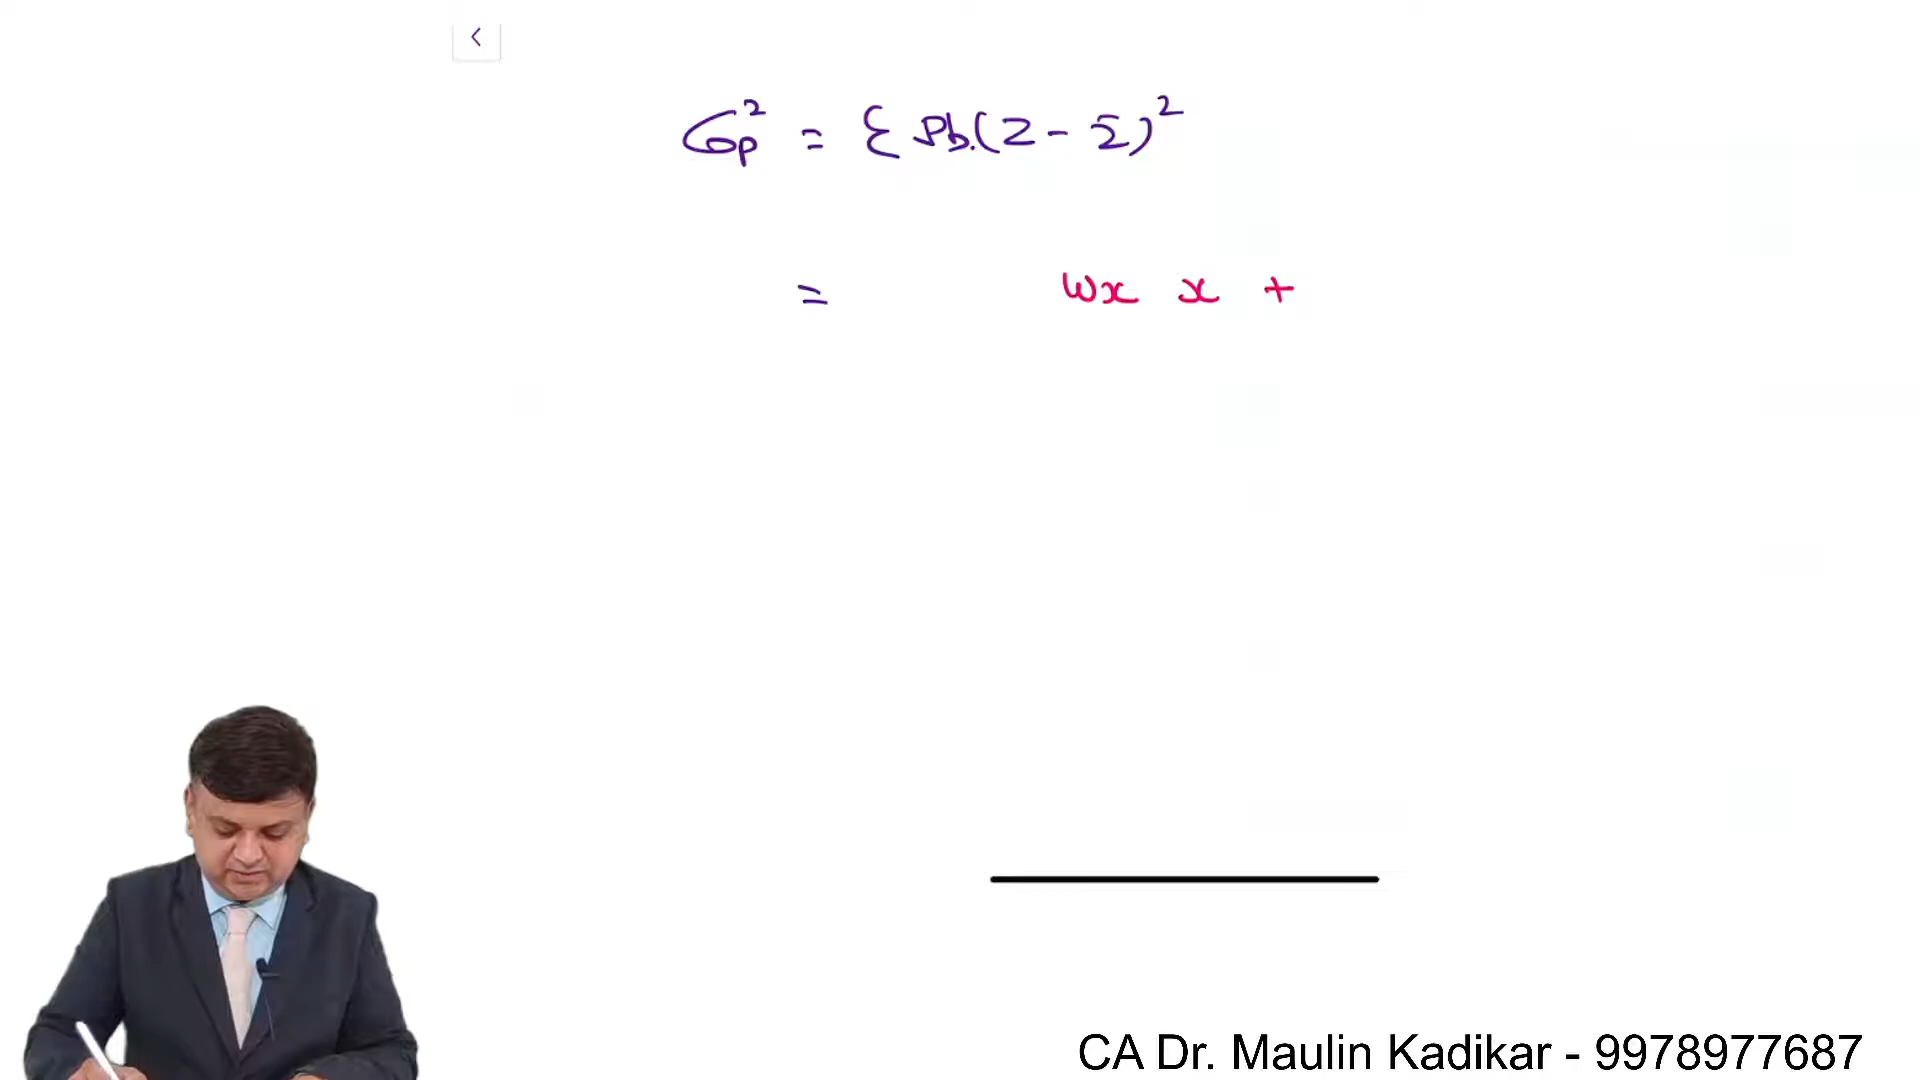 σp² = Σ Pb.(Z - Z̄)²
= Wx x +
CA Dr. Maulin Kadikar - 9978977687